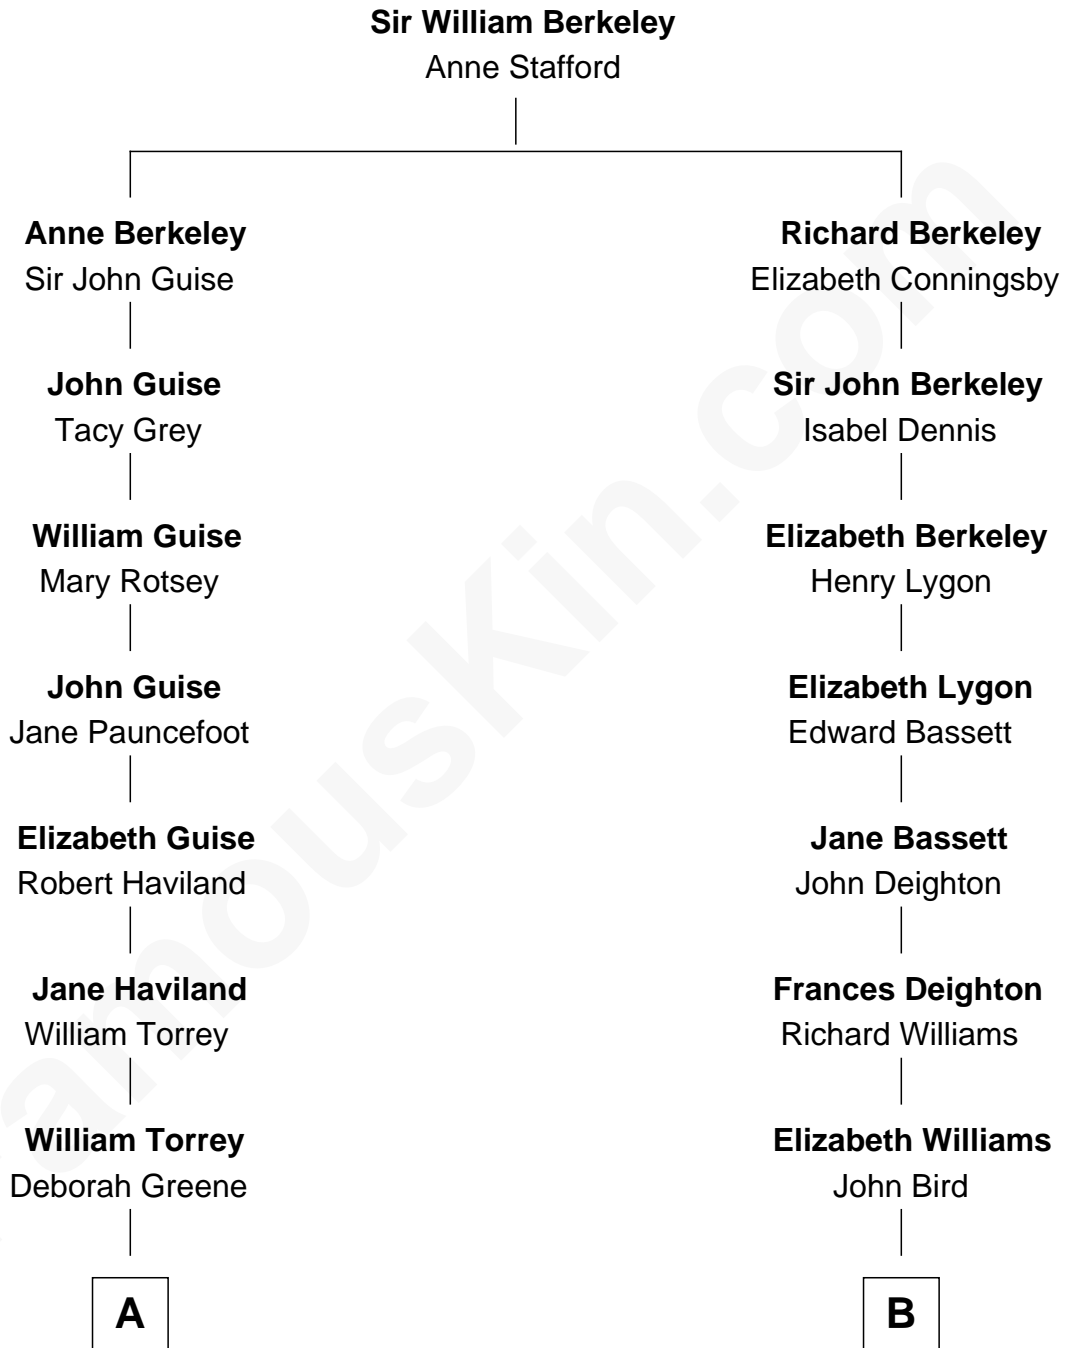 Sir William Berkeley
Anne Stafford
Anne Berkeley
Sir John Guise
Richard Berkeley
Elizabeth Conningsby
John Guise
Tacy Grey
Sir John Berkeley
Isabel Dennis
William Guise
Mary Rotsey
Elizabeth Berkeley
Henry Lygon
John Guise
Jane Pauncefoot
Elizabeth Lygon
Edward Bassett
Elizabeth Guise
Robert Haviland
Jane Bassett
John Deighton
Jane Haviland
William Torrey
Frances Deighton
Richard Williams
William Torrey
Deborah Greene
Elizabeth Williams
John Bird
A
B
amousKin.com